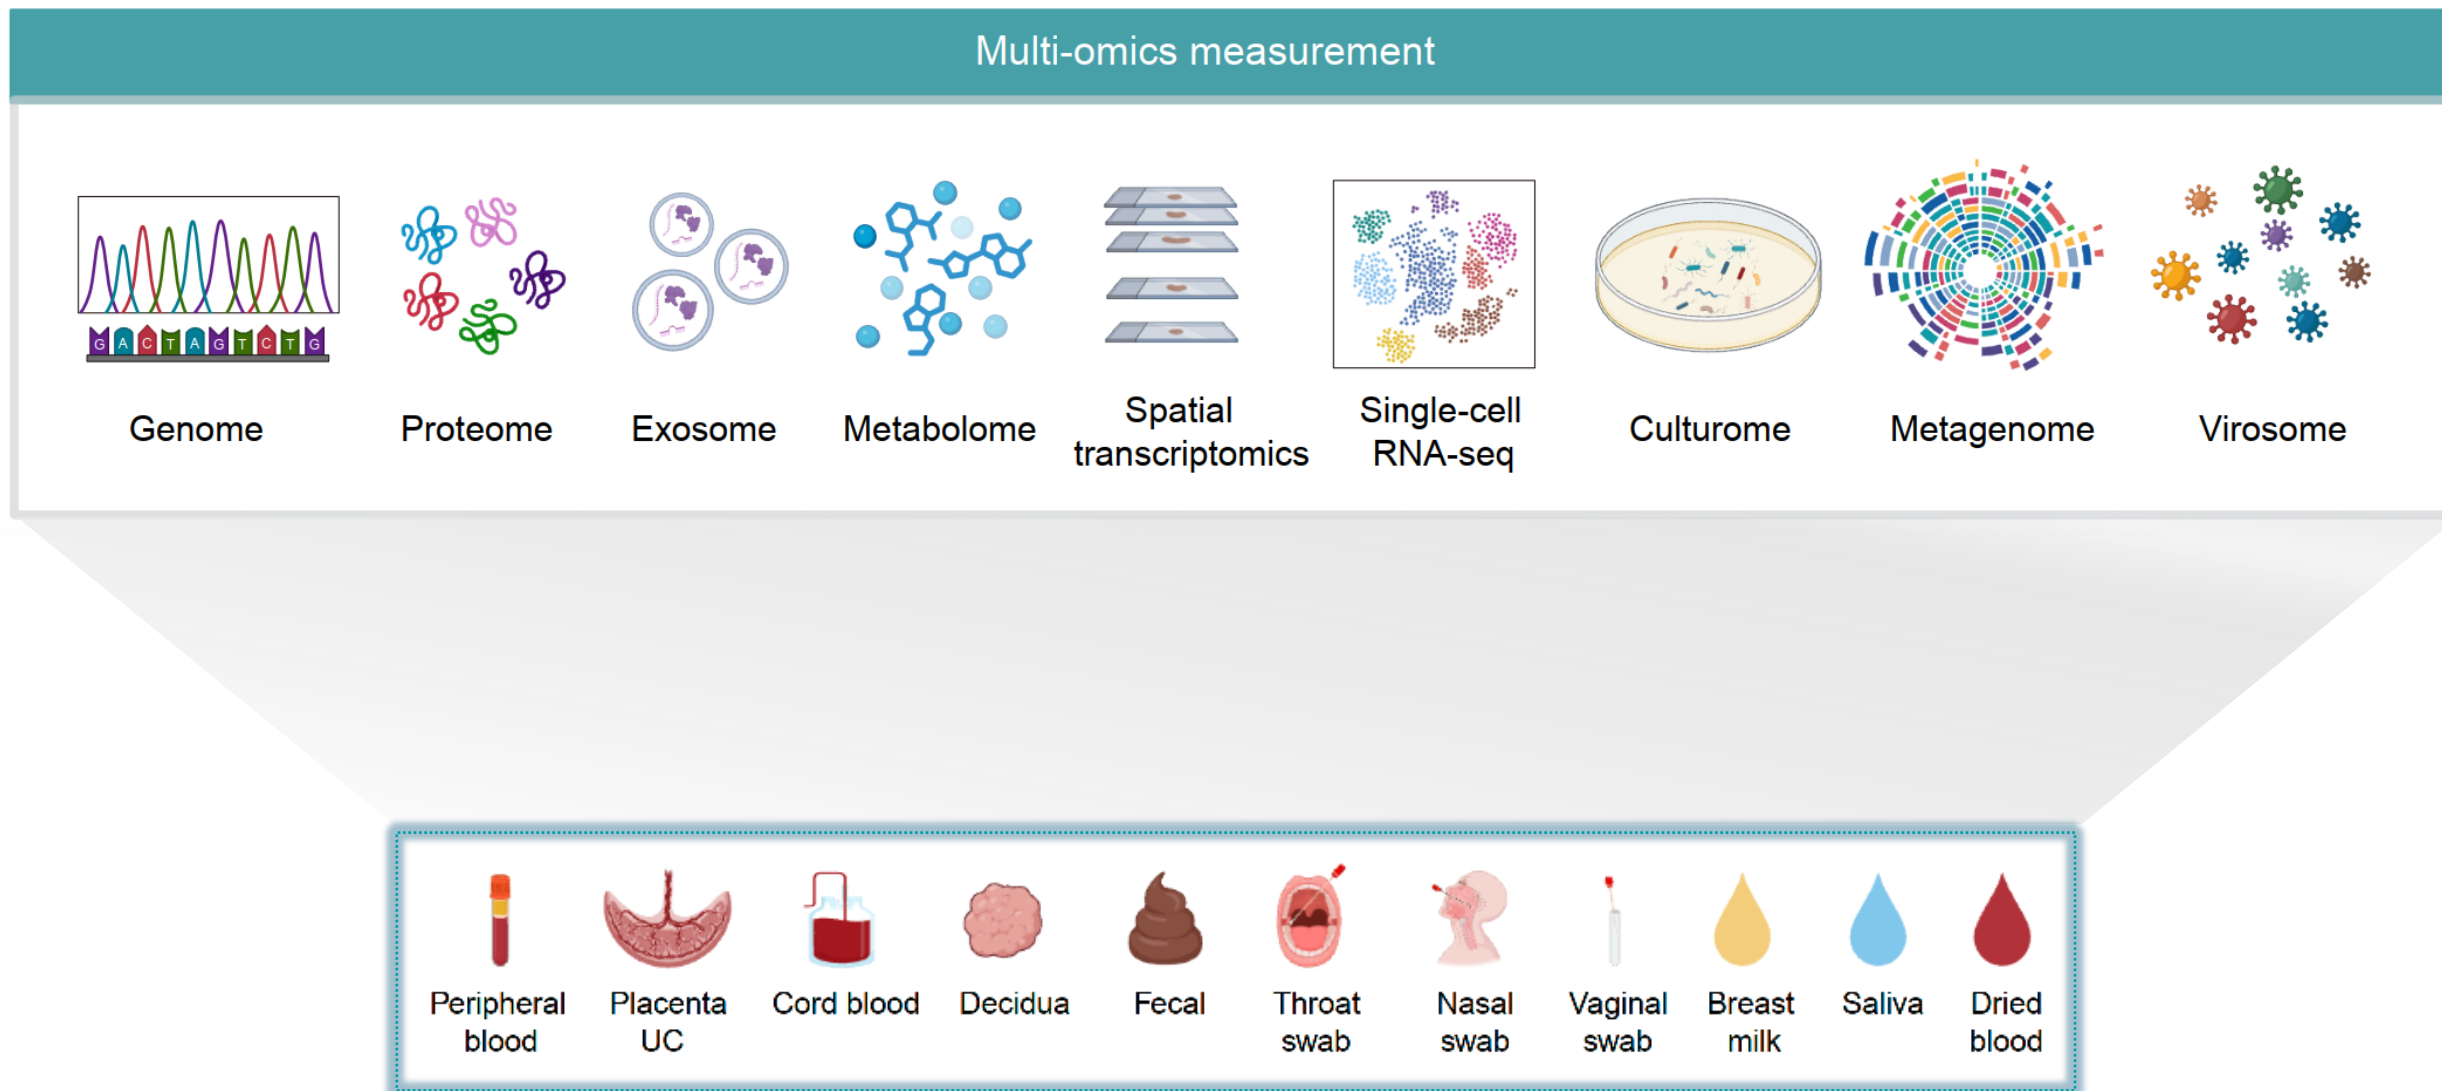 Multi-omics measurement
G A C T A G T C T G
Genome
Proteome
Exosome
Metabolome
Spatial
transcriptomics
Single-cell
RNA-seq
Culturome
Metagenome
Virosome
Peripheral
blood
Placenta
UC
Cord blood
Decidua
Fecal
Throat
swab
Nasal
swab
Vaginal
swab
Breast
milk
Saliva
Dried
blood